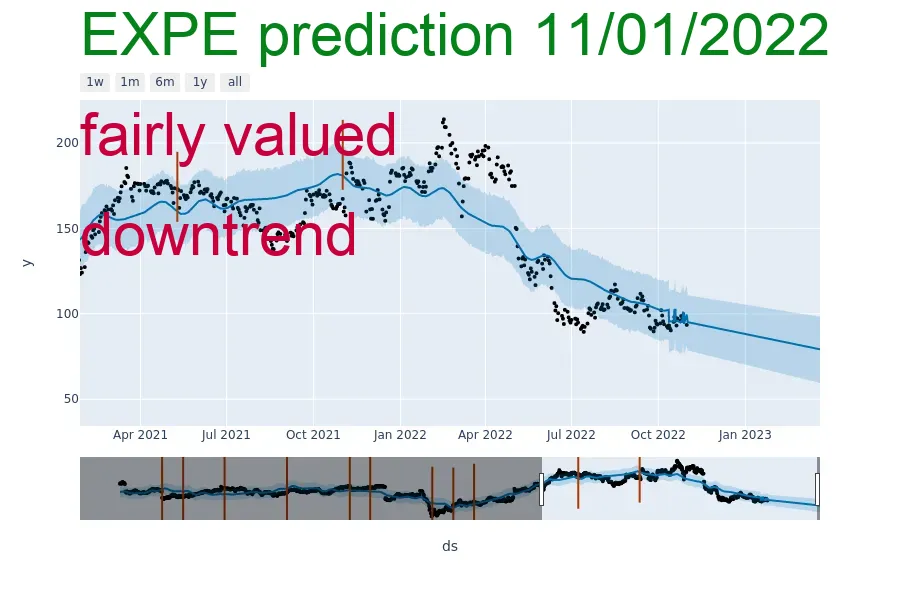 EXPE prediction 11/01/2022
1w 1m 6m 1y all
fairly valued
downtrend
200
150
100
50
y
Apr 2021 Jul 2021 Oct 2021 Jan 2022 Apr 2022 Jul 2022 Oct 2022 Jan 2023
ds